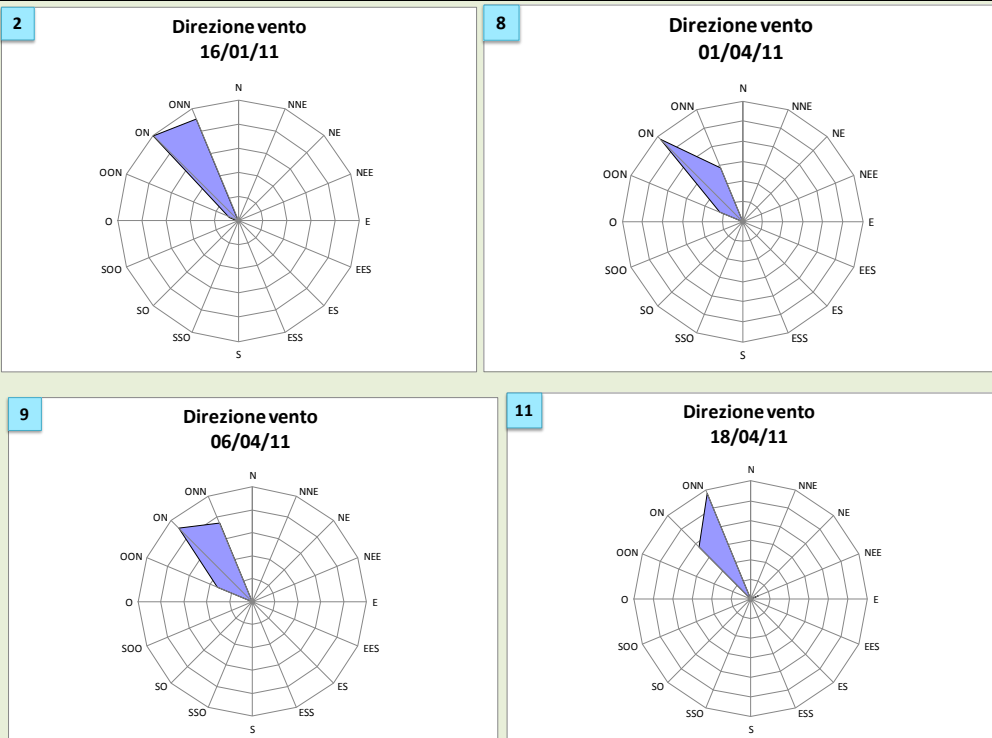 2
Direzione vento
16/01/11
N
ONN
NNE
ON
NE
OON
NEE
O
E
SOO
EES
SO
ES
SSO
ESS
S
8
Direzione vento
01/04/11
N
ONN
NNE
ON
NE
OON
NEE
O
E
SOO
EES
SO
ES
SSO
ESS
S
9
Direzione vento
06/04/11
N
ONN
NNE
ON
NE
OON
NEE
O
E
SOO
EES
SO
ES
SSO
ESS
S
11
Direzione vento
18/04/11
N
ONN
NNE
ON
NE
OON
NEE
O
E
SOO
EES
SO
ES
SSO
ESS
S